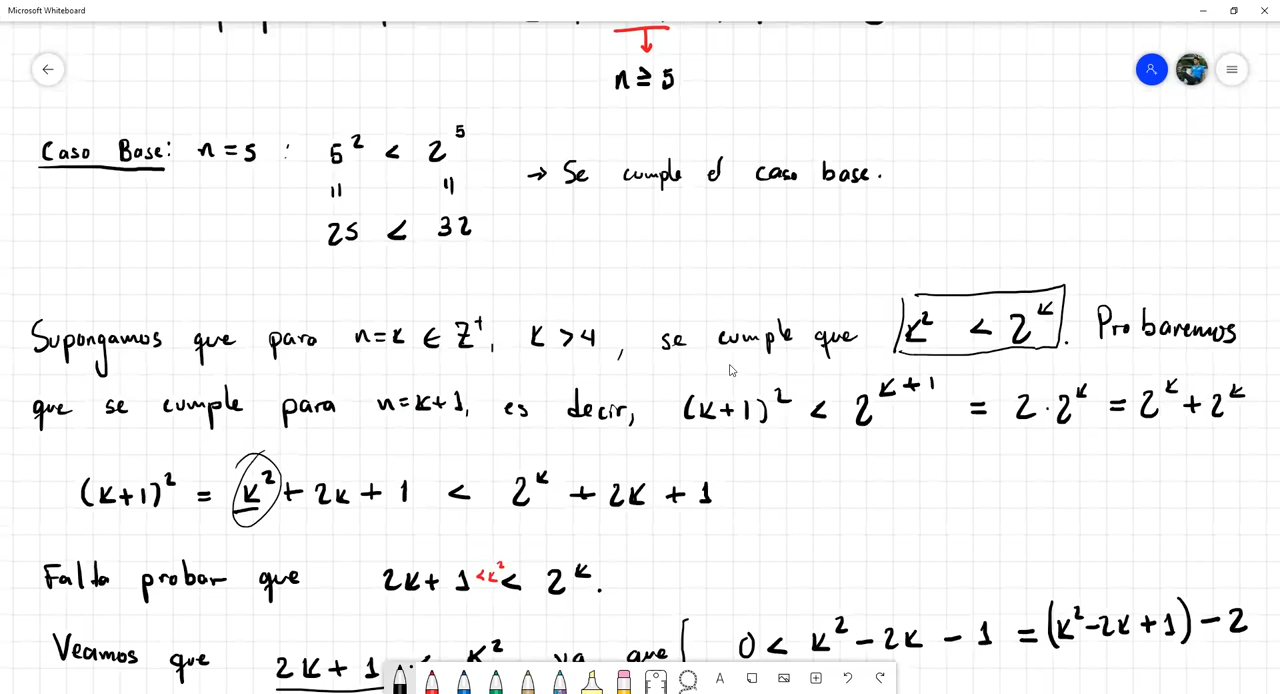 Microsoft Whiteboard
n ≥ 5
Caso Base: n = 5 : 5² < 2⁵ → Se cumple el caso base.
= =
25 < 32
Supongamos que para n = k ∈ Z⁺, k > 4, se cumple que k² < 2ᵏ. Probaremos
que se cumple para n = k+1, es decir, (k+1)² < 2ᵏ⁺¹ = 2·2ᵏ = 2ᵏ + 2ᵏ
(k+1)² = k² + 2k + 1 < 2ᵏ + 2k + 1
Falta probar que 2k + 1 < k² < 2ᵏ.
Veamos que 2k + 1 < k² ya que 0 < k² - 2k - 1 = (k² - 2k + 1) - 2
A